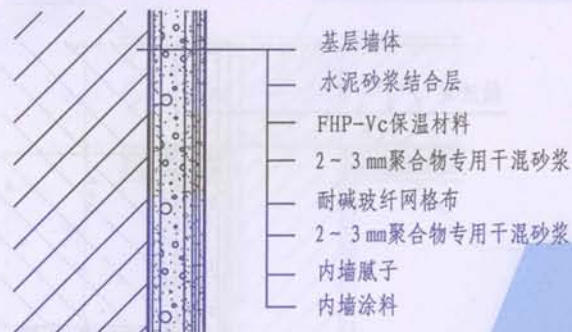 基层墙体
水泥砂浆结合层
FHP-Vc保温材料
2~3mm聚合物专用干混砂浆
耐碱玻纤网格布
2~3mm聚合物专用干混砂浆
内墙腻子
内墙涂料